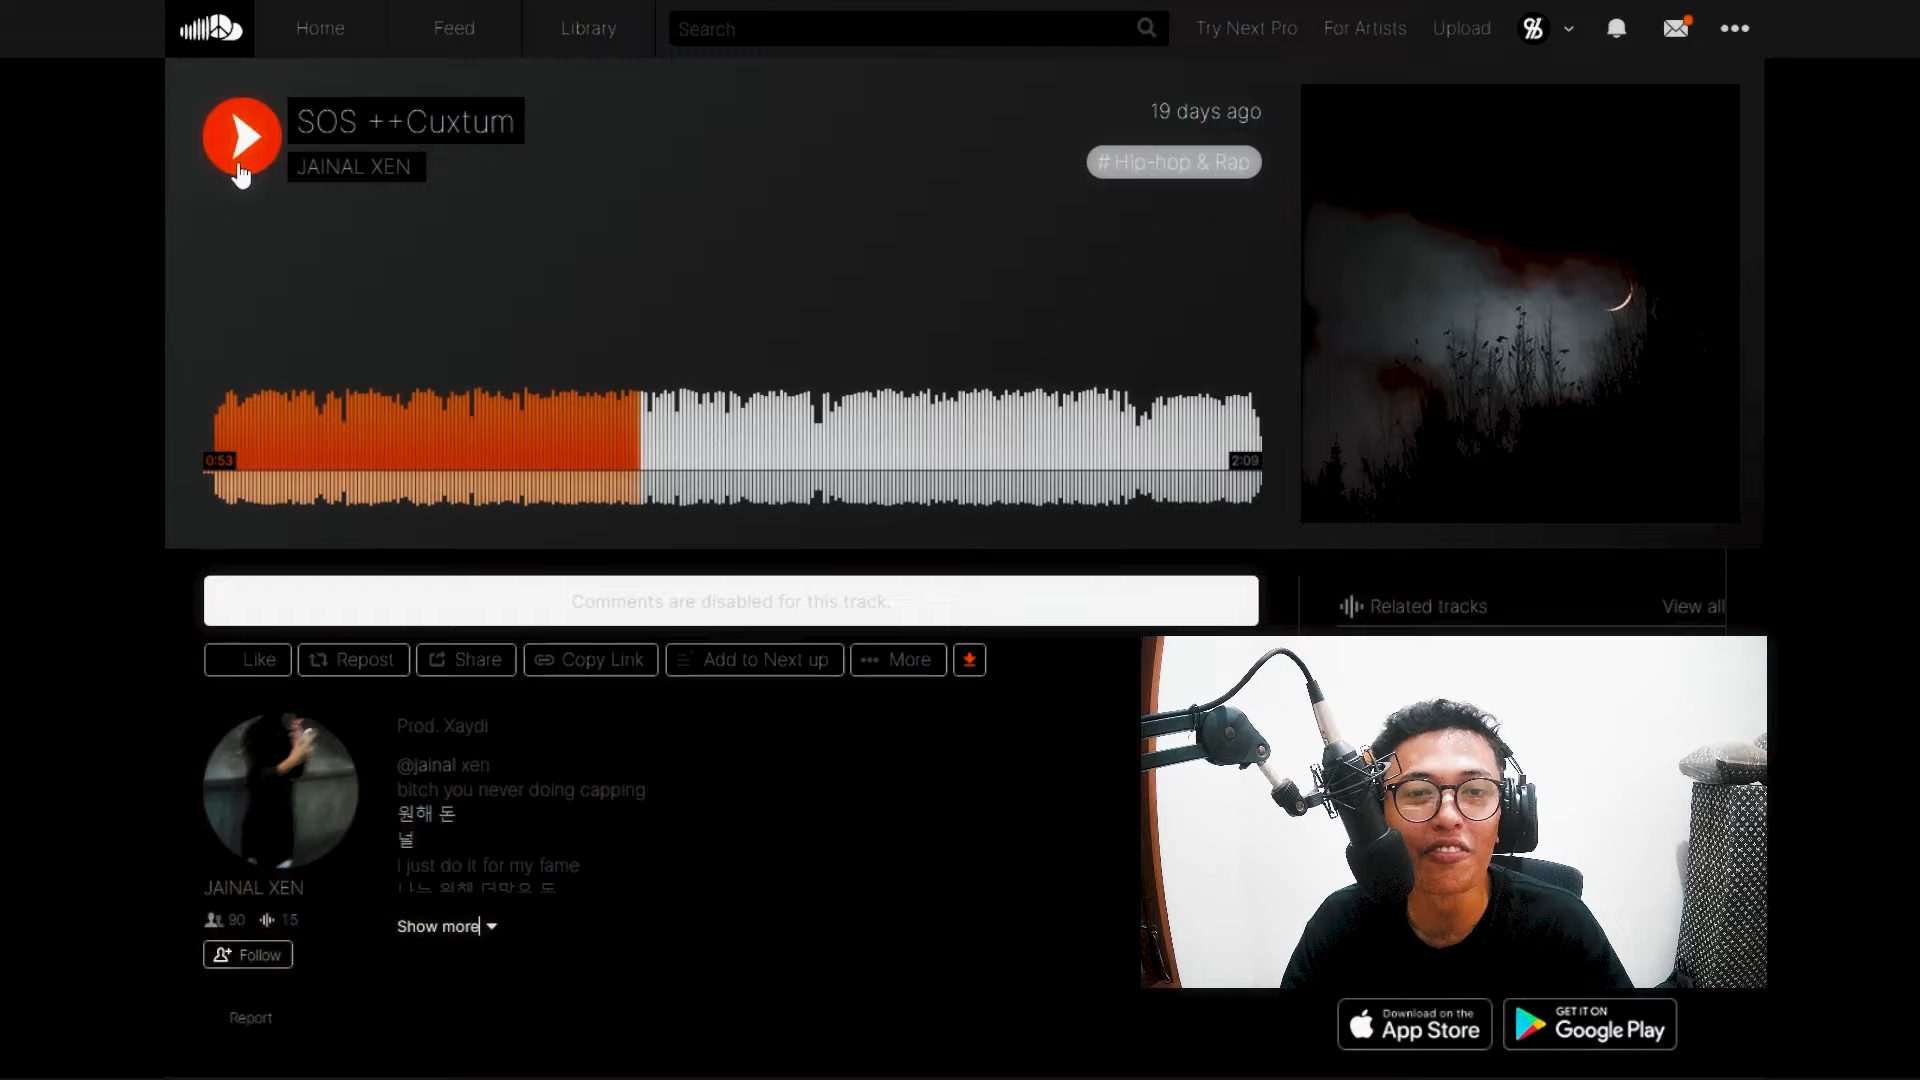 Home
Feed
Library
Search
Try Next Pro
For Artists
Upload
SOS ++Cuxtum
JAINAL XEN
19 days ago
# Hip-hop & Rap
0:53
2:09
Comments are disabled for this track.
Like
Repost
Share
Copy Link
Add to Next up
More
Related tracks
View all
Prod. Xaydi
@jainal xen
bitch you never doing capping
원해 돈
널
I just do it for my fame
JAINAL XEN
90
15
Show more
Follow
Report
Download on the
App Store
GET IT ON
Google Play